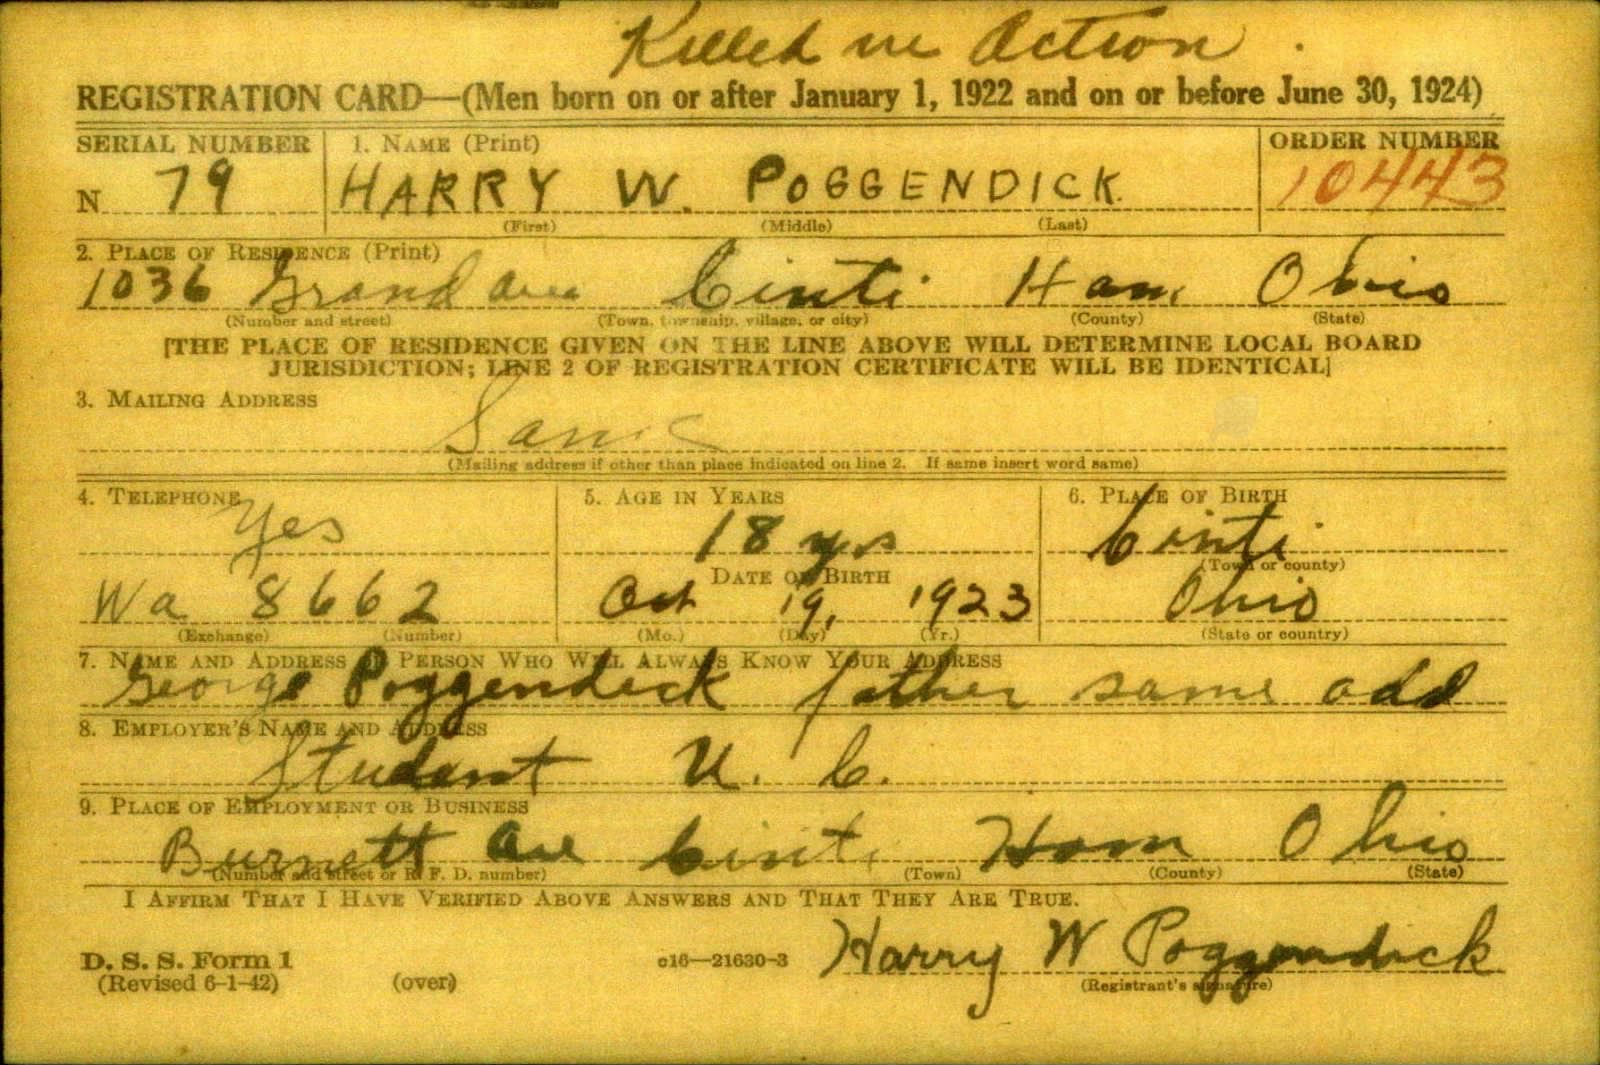 Killed in Action
REGISTRATION CARD—(Men born on or after January 1, 1922 and on or before June 30, 1924)
SERIAL NUMBER 1. NAME (Print) ORDER NUMBER
N 79 HARRY W. POGGENDICK 10443
(First) (Middle) (Last)
2. PLACE OF RESIDENCE (Print)
1036 Grand Ave Cinti Ham. Ohio
(Number and street) (Town, township, village, or city) (County) (State)
[THE PLACE OF RESIDENCE GIVEN ON THE LINE ABOVE WILL DETERMINE LOCAL BOARD
JURISDICTION; LINE 2 OF REGISTRATION CERTIFICATE WILL BE IDENTICAL]
3. MAILING ADDRESS
Same
(Mailing address if other than place indicated on line 2. If same insert word same)
4. TELEPHONE 5. AGE IN YEARS 6. PLACE OF BIRTH
Yes 18 yrs Cinti
DATE OF BIRTH (Town or county)
Wa 8662 Oct 19, 1923 Ohio
(Exchange) (Number) (Mo.) (Day) (Yr.) (State or country)
7. NAME AND ADDRESS OF PERSON WHO WILL ALWAYS KNOW YOUR ADDRESS
George Poggendick father same add
8. EMPLOYER'S NAME AND ADDRESS
Student U. C.
9. PLACE OF EMPLOYMENT OR BUSINESS
Burnett Ave Cinti Ham Ohio
(Number and street or R. F. D. number) (Town) (County) (State)
I AFFIRM THAT I HAVE VERIFIED ABOVE ANSWERS AND THAT THEY ARE TRUE.
D. S. S. Form 1 c16—21630-3 Harry W Poggendick
(Revised 6-1-42) (over) (Registrant's signature)